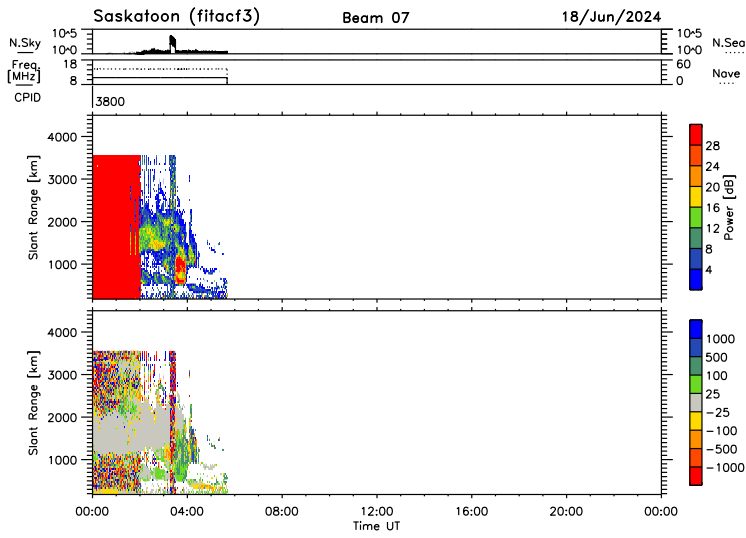 Saskatoon (fitacf3) Beam 07 18/Jun/2024
N.Sky 10^5 10^5 N.Sea
10^0 10^0
Freq. 18 60 Nave
[MHz] 8 0
CPID 3800
Slant Range [km]
4000
3000
2000
1000
Power [dB]
28
24
20
16
12
8
4
Slant Range [km]
4000
3000
2000
1000
1000
500
100
25
−25
−100
−500
−1000
00:00 04:00 08:00 12:00 16:00 20:00 00:00
Time UT